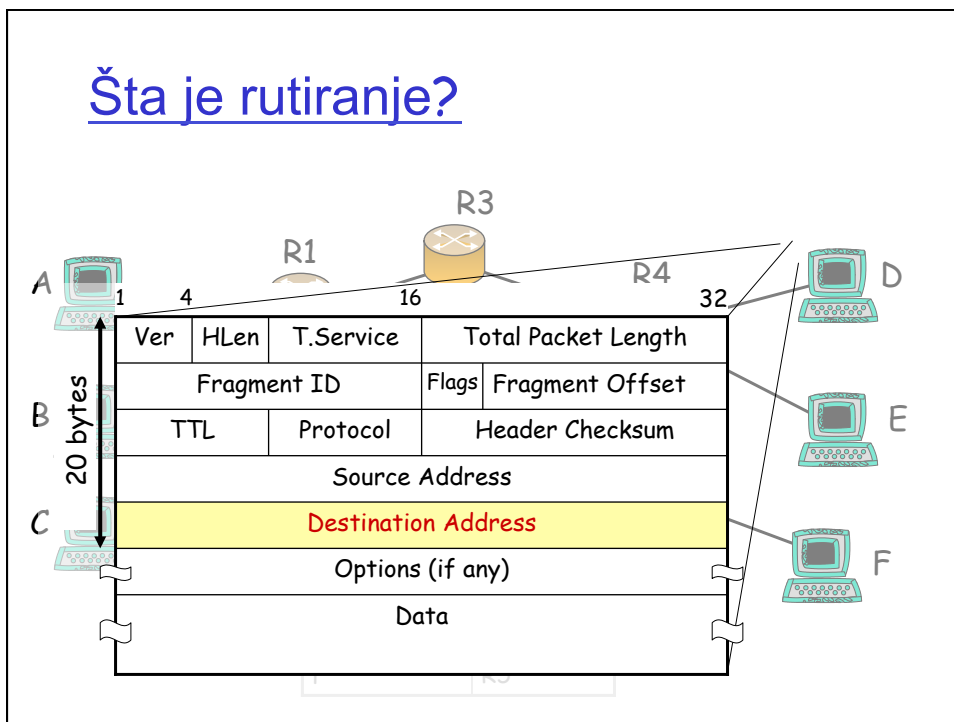 Šta je rutiranje?
R3
R1
R4
A
D
1 4 16 32
Ver HLen T.Service Total Packet Length
Fragment ID Flags Fragment Offset
TTL Protocol Header Checksum
Source Address
Destination Address
Options (if any)
Data
20 bytes
B
E
C
F